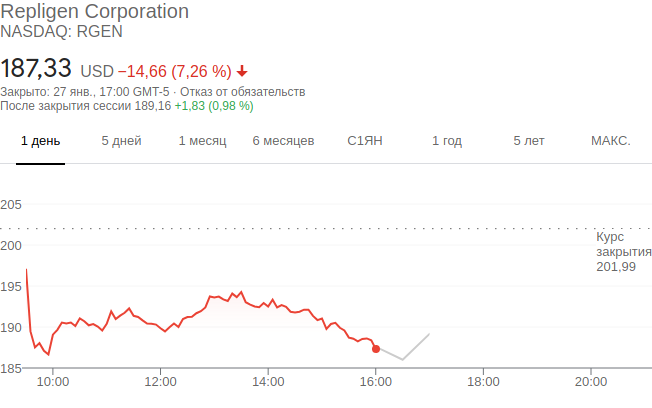 Repligen Corporation
NASDAQ: RGEN
187,33 USD −14,66 (7,26 %)
Закрыто: 27 янв., 17:00 GMT-5 · Отказ от обязательств
После закрытия сессии 189,16 +1,83 (0,98 %)
1 день 5 дней 1 месяц 6 месяцев С1ЯН 1 год 5 лет МАКС.
205
Курс
200
закрытия
201,99
195
190
185
10:00 12:00 14:00 16:00 18:00 20:00